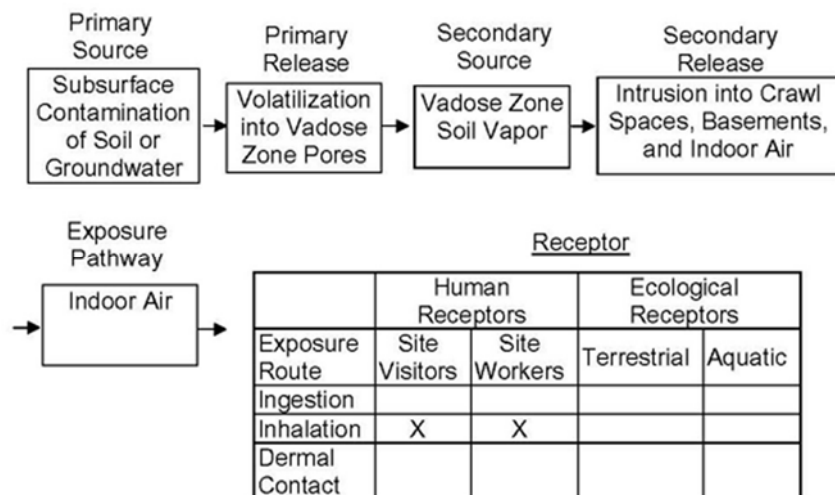 Primary
Source
Subsurface
Contamination
of Soil or
Groundwater
Primary
Release
Volatilization
into Vadose
Zone Pores
Secondary
Source
Vadose Zone
Soil Vapor
Secondary
Release
Intrusion into Crawl
Spaces, Basements,
and Indoor Air
Exposure
Pathway
Indoor Air
Receptor
Human
Receptors
Ecological
Receptors
Exposure
Route
Site
Visitors
Site
Workers
Terrestrial
Aquatic
Ingestion
Inhalation X X
Dermal
Contact